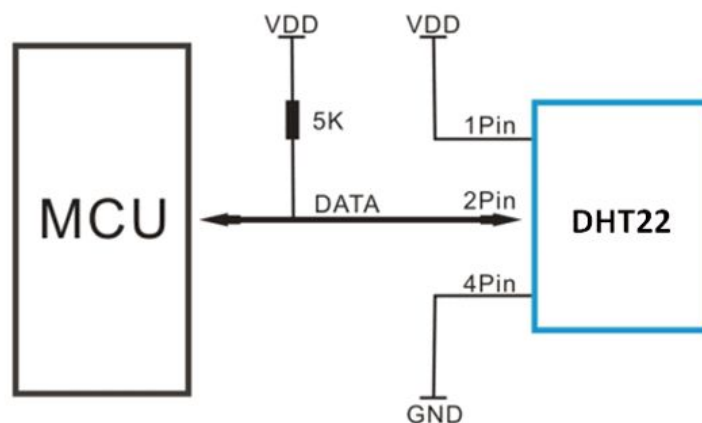 VDD
VDD
5K
1Pin
MCU
DATA
2Pin
DHT22
4Pin
GND